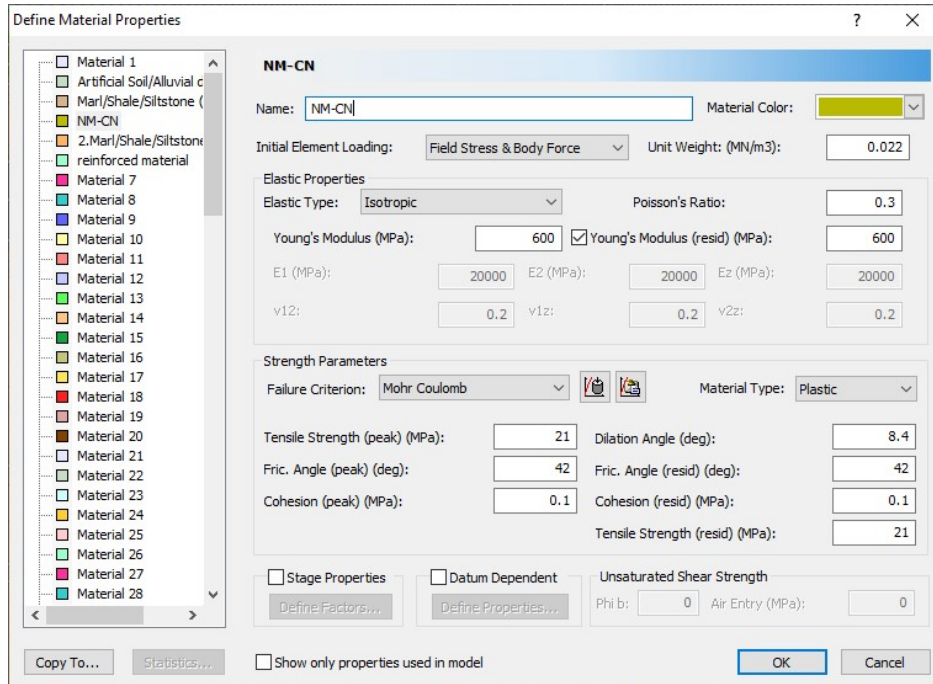 Define Material Properties ? ×
Material 1
Artificial Soil/Alluvial c
Marl/Shale/Siltstone (
NM-CN
2.Marl/Shale/Siltstone
reinforced material
Material 7
Material 8
Material 9
Material 10
Material 11
Material 12
Material 13
Material 14
Material 15
Material 16
Material 17
Material 18
Material 19
Material 20
Material 21
Material 22
Material 23
Material 24
Material 25
Material 26
Material 27
Material 28
NM-CN
Name: NM-CN Material Color:
Initial Element Loading: Field Stress & Body Force Unit Weight: (MN/m3): 0.022
Elastic Properties
Elastic Type: Isotropic Poisson's Ratio: 0.3
Young's Modulus (MPa): 600 Young's Modulus (resid) (MPa): 600
E1 (MPa): 20000 E2 (MPa): 20000 Ez (MPa): 20000
v12: 0.2 v1z: 0.2 v2z: 0.2
Strength Parameters
Failure Criterion: Mohr Coulomb Material Type: Plastic
Tensile Strength (peak) (MPa): 21 Dilation Angle (deg): 8.4
Fric. Angle (peak) (deg): 42 Fric. Angle (resid) (deg): 42
Cohesion (peak) (MPa): 0.1 Cohesion (resid) (MPa): 0.1
Tensile Strength (resid) (MPa): 21
Stage Properties Datum Dependent Unsaturated Shear Strength
Define Factors... Define Properties... Phi b: 0 Air Entry (MPa): 0
Copy To... Statistics... Show only properties used in model OK Cancel